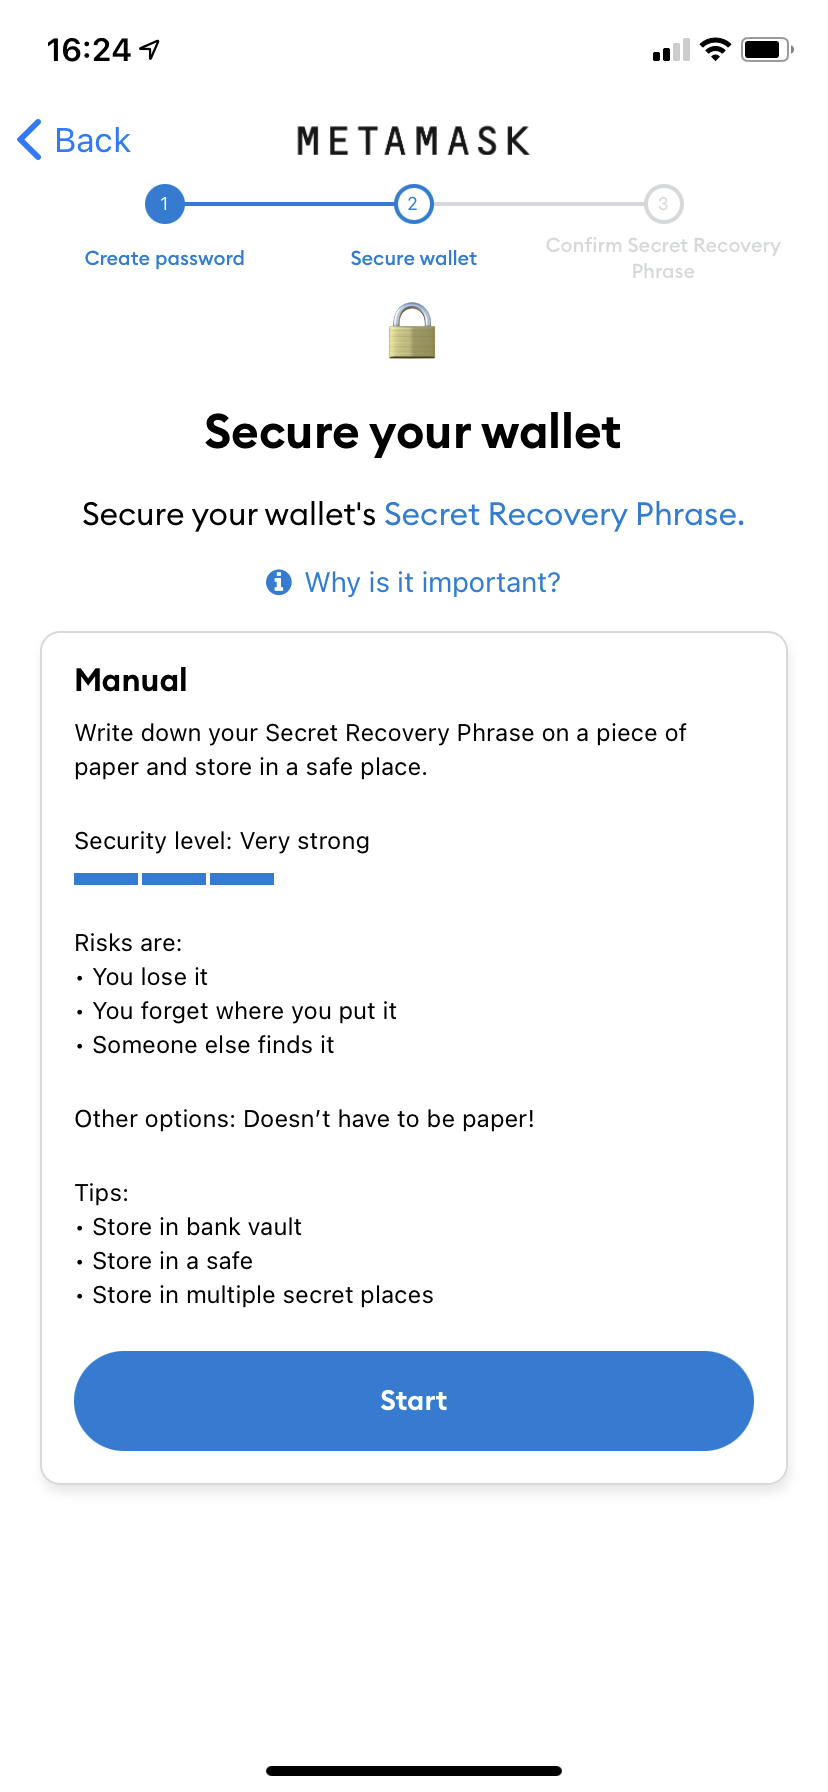 16:24
Back
METAMASK
1
2
3
Create password
Secure wallet
Confirm Secret Recovery
Phrase
Secure your wallet
Secure your wallet's Secret Recovery Phrase.
Why is it important?
Manual
Write down your Secret Recovery Phrase on a piece of
paper and store in a safe place.
Security level: Very strong
Risks are:
• You lose it
• You forget where you put it
• Someone else finds it
Other options: Doesn’t have to be paper!
Tips:
• Store in bank vault
• Store in a safe
• Store in multiple secret places
Start